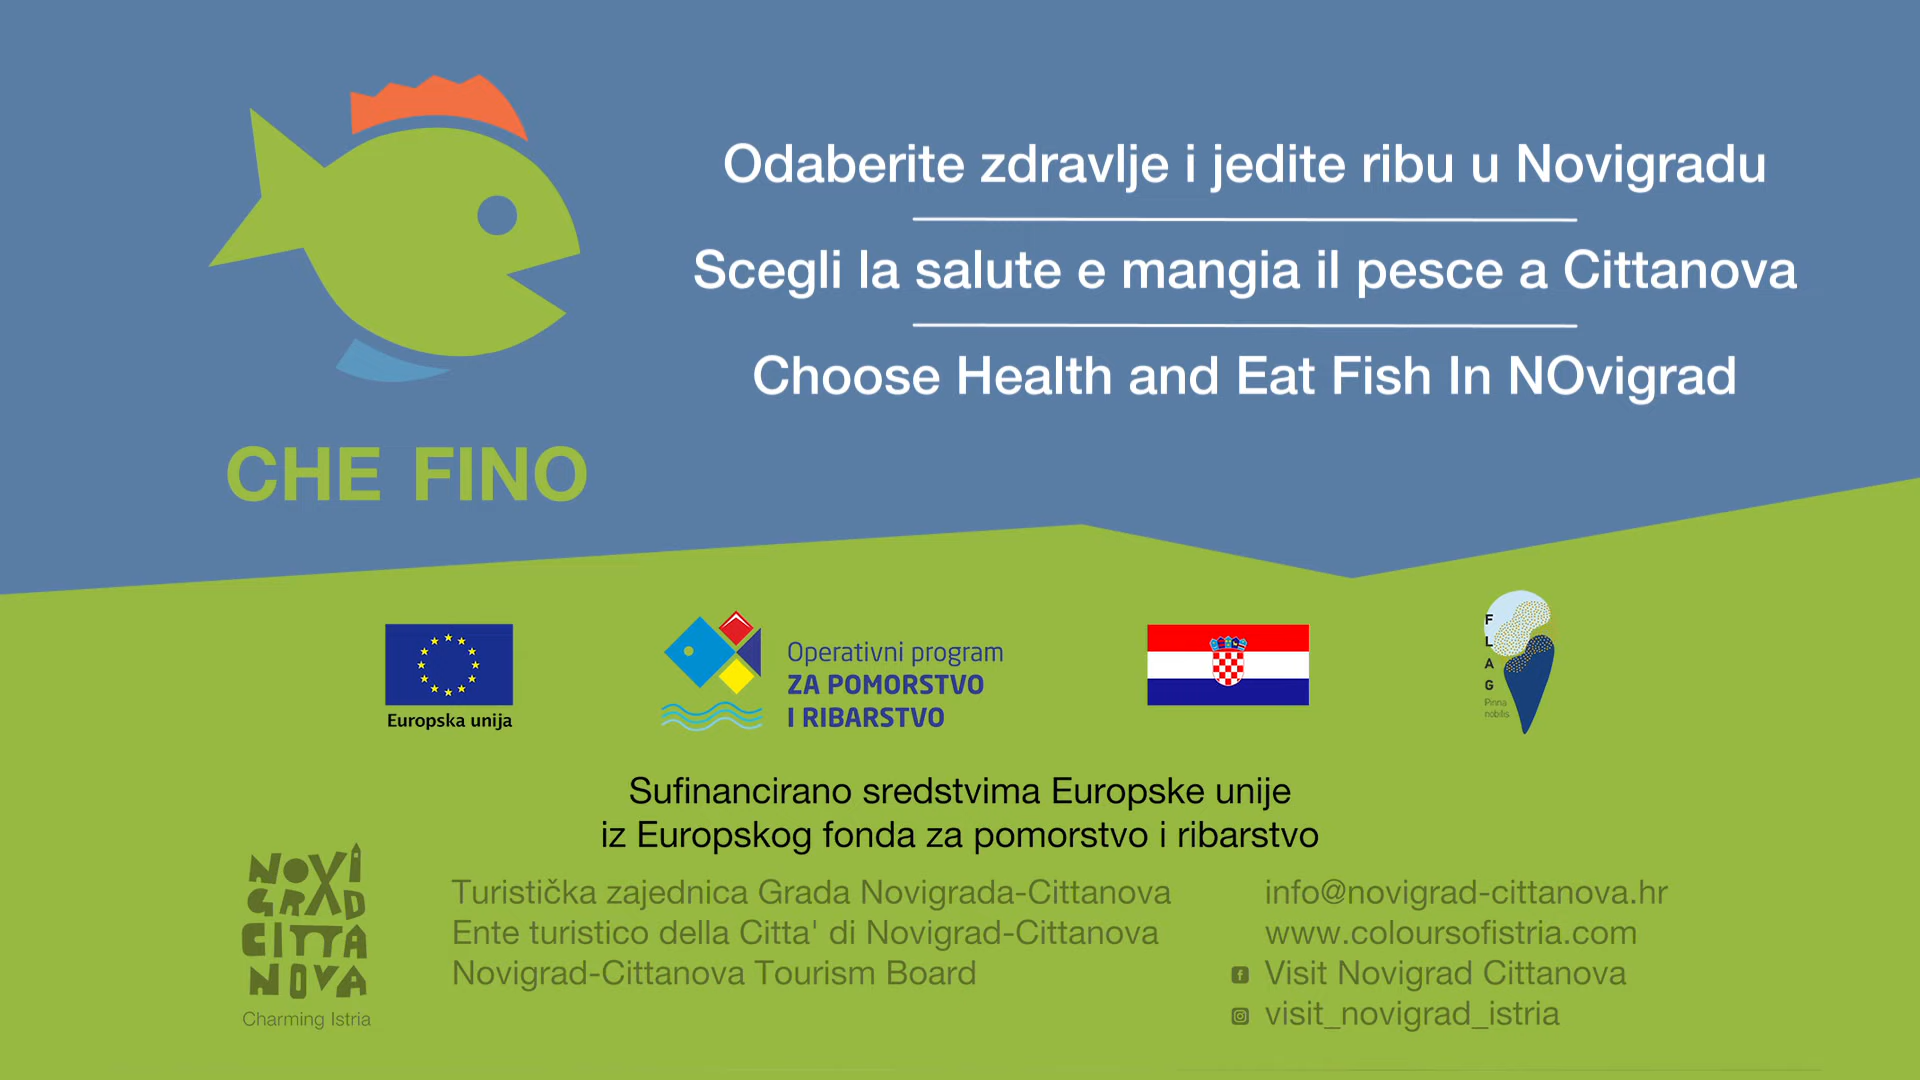 CHE FINO
Odaberite zdravlje i jedite ribu u Novigradu
Scegli la salute e mangia il pesce a Cittanova
Choose Health and Eat Fish In NOvigrad
Europska unija
Operativni program
ZA POMORSTVO
I RIBARSTVO
FLAG
Pinna
nobilis
Sufinancirano sredstvima Europske unije
iz Europskog fonda za pomorstvo i ribarstvo
NOVI
GRAD
CITTA
NOVA
Charming Istria
Turistička zajednica Grada Novigrada-Cittanova
Ente turistico della Citta' di Novigrad-Cittanova
Novigrad-Cittanova Tourism Board
info@novigrad-cittanova.hr
www.coloursofistria.com
Visit Novigrad Cittanova
visit_novigrad_istria